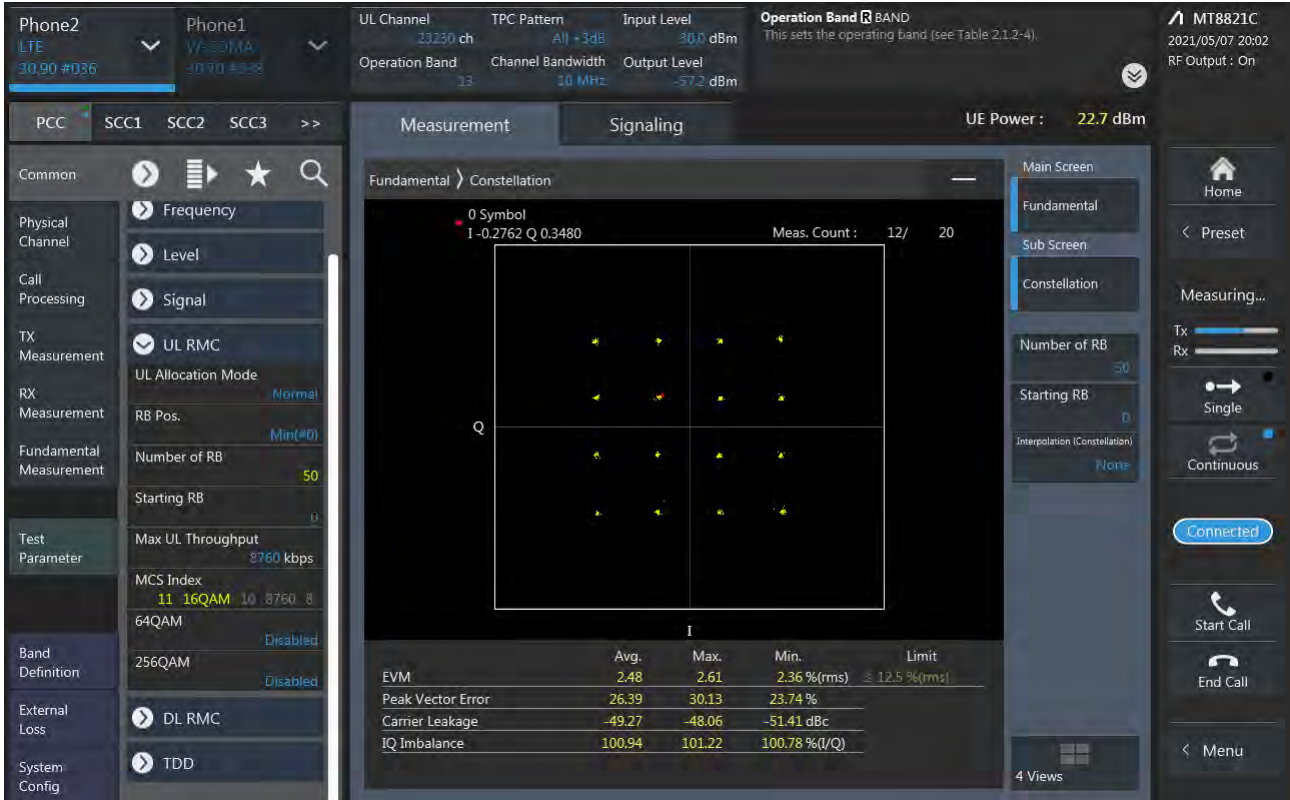 Phone2
LTE
30.90 #036
Phone1
W-CDMA
UL Channel
23230 ch
TPC Pattern
All +3dB
Input Level
30.0 dBm
Operation Band
13
Channel Bandwidth
10 MHz
Output Level
-57.2 dBm
Operation Band R BAND
This sets the operating band (see Table 2.1.2-4).
MT8821C
2021/05/07 20:02
RF Output : On
PCC SCC1 SCC2 SCC3 >>
Measurement
Signaling
UE Power : 22.7 dBm
Common
Physical
Channel
Call
Processing
TX
Measurement
RX
Measurement
Fundamental
Measurement
Test
Parameter
Band
Definition
External
Loss
System
Config
Frequency
Level
Signal
UL RMC
UL Allocation Mode
Normal
RB Pos.
Min(#0)
Number of RB
50
Starting RB
0
Max UL Throughput
8760 kbps
MCS Index
11 16QAM 10 8760 8
64QAM
Disabled
256QAM
Disabled
DL RMC
TDD
Fundamental Constellation
0 Symbol
I -0.2762 Q 0.3480
Meas. Count : 12/ 20
Q
I
Avg. Max. Min. Limit
EVM 2.48 2.61 2.36 %(rms) ≤ 12.5 %(rms)
Peak Vector Error 26.39 30.13 23.74 %
Carrier Leakage -49.27 -48.06 -51.41 dBc
IQ Imbalance 100.94 101.22 100.78 %(I/Q)
Main Screen
Fundamental
Sub Screen
Constellation
Number of RB
50
Starting RB
0
Interpolation (Constellation)
None
4 Views
Home
< Preset
Measuring...
Tx
Rx
Single
Continuous
Connected
Start Call
End Call
< Menu